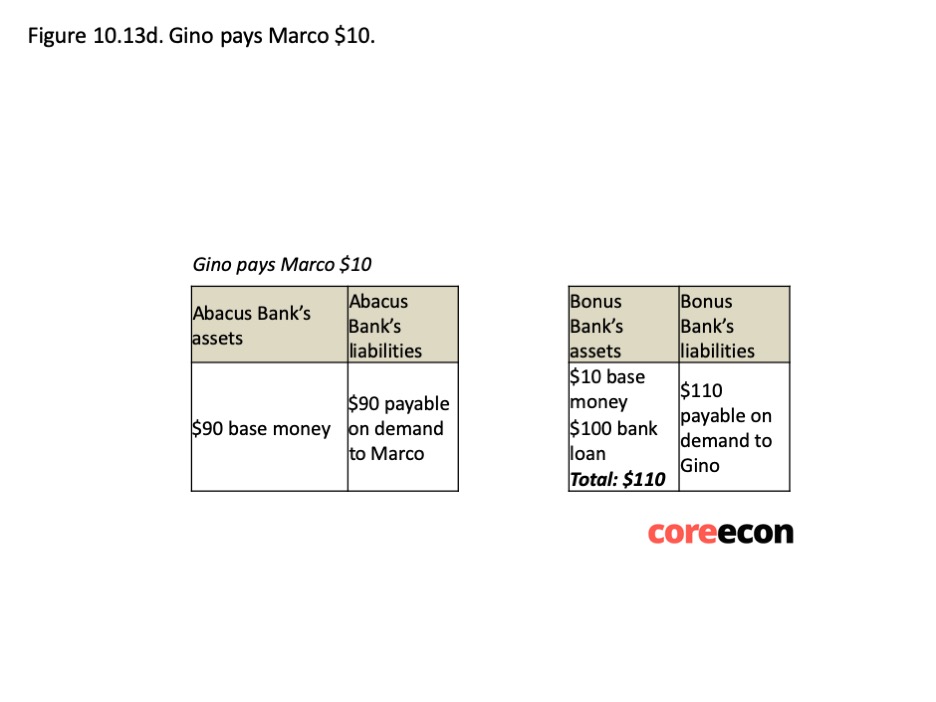 Figure 10.13d. Gino pays Marco $10.
Gino pays Marco $10
Abacus Bank’s
assets
Abacus
Bank’s
liabilities
$90 base money
$90 payable
on demand
to Marco
Bonus
Bank’s
assets
Bonus
Bank’s
liabilities
$10 base
money
$100 bank
loan
Total: $110
$110
payable on
demand to
Gino
coreecon